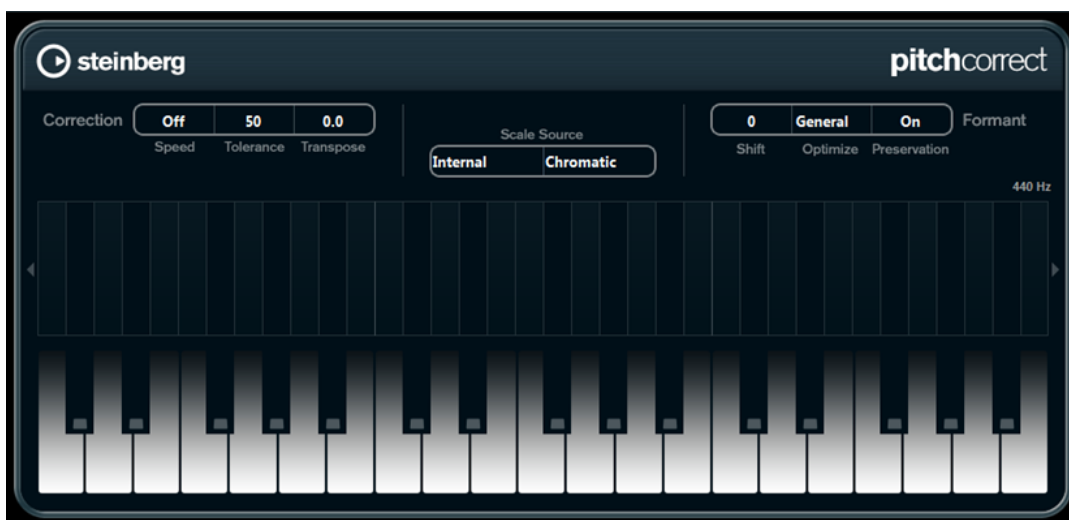 steinberg
pitchcorrect
Correction Off 50 0.0
Speed Tolerance Transpose
Scale Source
Internal Chromatic
0 General On Formant
Shift Optimize Preservation
440 Hz